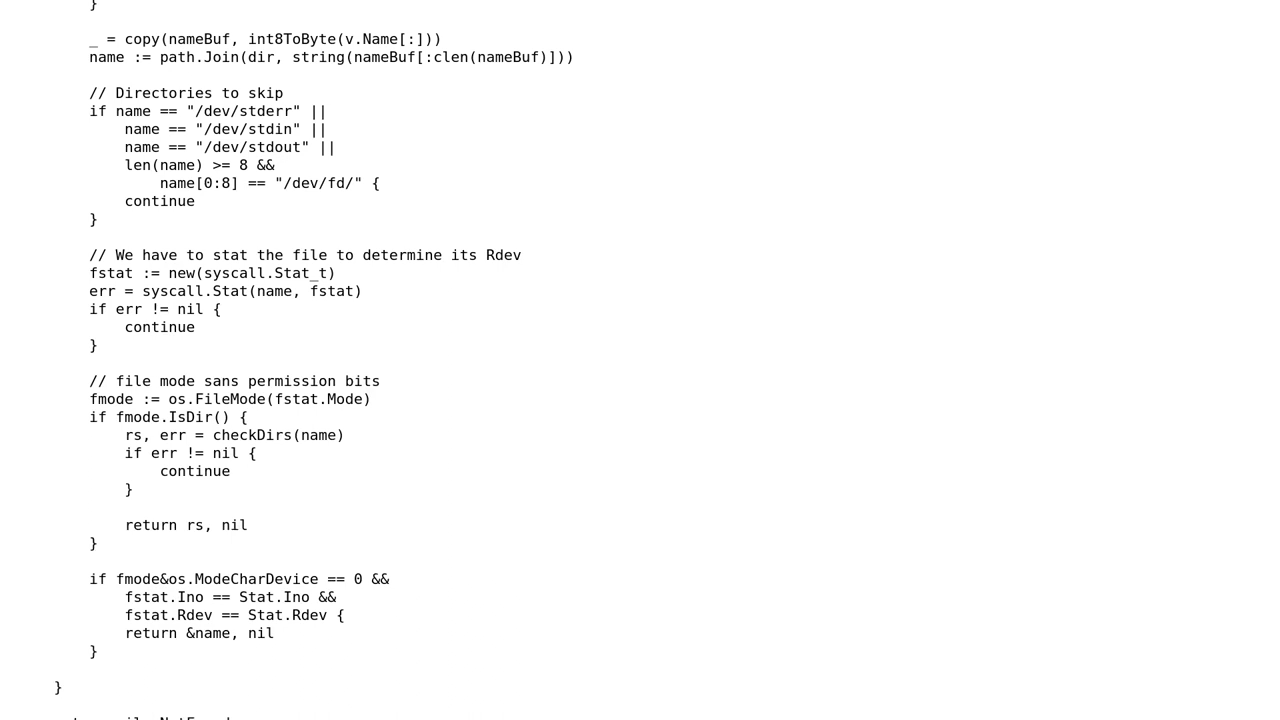 }

_ = copy(nameBuf, int8ToByte(v.Name[:]))
name := path.Join(dir, string(nameBuf[:clen(nameBuf)]))

// Directories to skip
if name == "/dev/stderr" ||
    name == "/dev/stdin" ||
    name == "/dev/stdout" ||
    len(name) >= 8 &&
        name[0:8] == "/dev/fd/" {
    continue
}

// We have to stat the file to determine its Rdev
fstat := new(syscall.Stat_t)
err = syscall.Stat(name, fstat)
if err != nil {
    continue
}

// file mode sans permission bits
fmode := os.FileMode(fstat.Mode)
if fmode.IsDir() {
    rs, err = checkDirs(name)
    if err != nil {
        continue
    }

    return rs, nil
}

if fmode&os.ModeCharDevice == 0 &&
    fstat.Ino == Stat.Ino &&
    fstat.Rdev == Stat.Rdev {
    return &name, nil
}

}